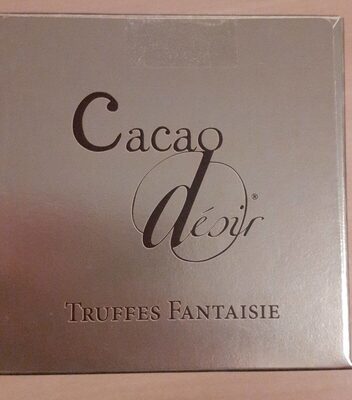 Cacao
désir®
TRUFFES FANTAISIE